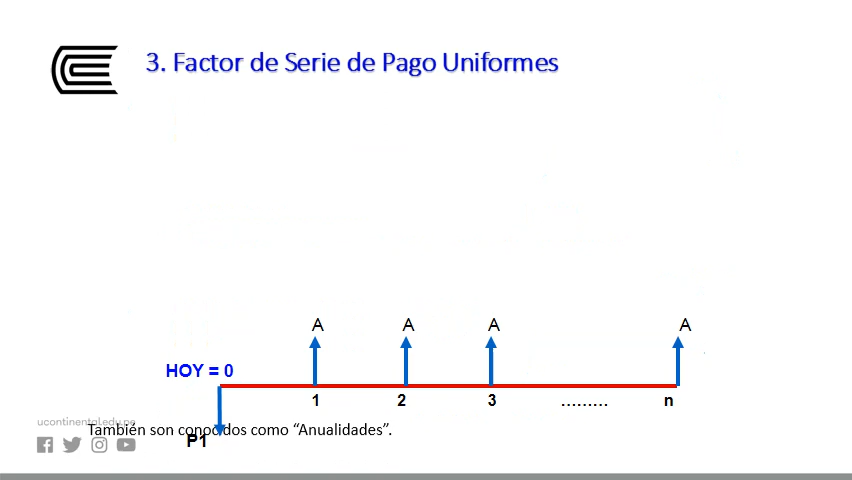 3. Factor de Serie de Pago Uniformes
A A A A
HOY = 0
1 2 3 ……… n
ucontinental.edu.pe
También son conocidos como “Anualidades”.
P1